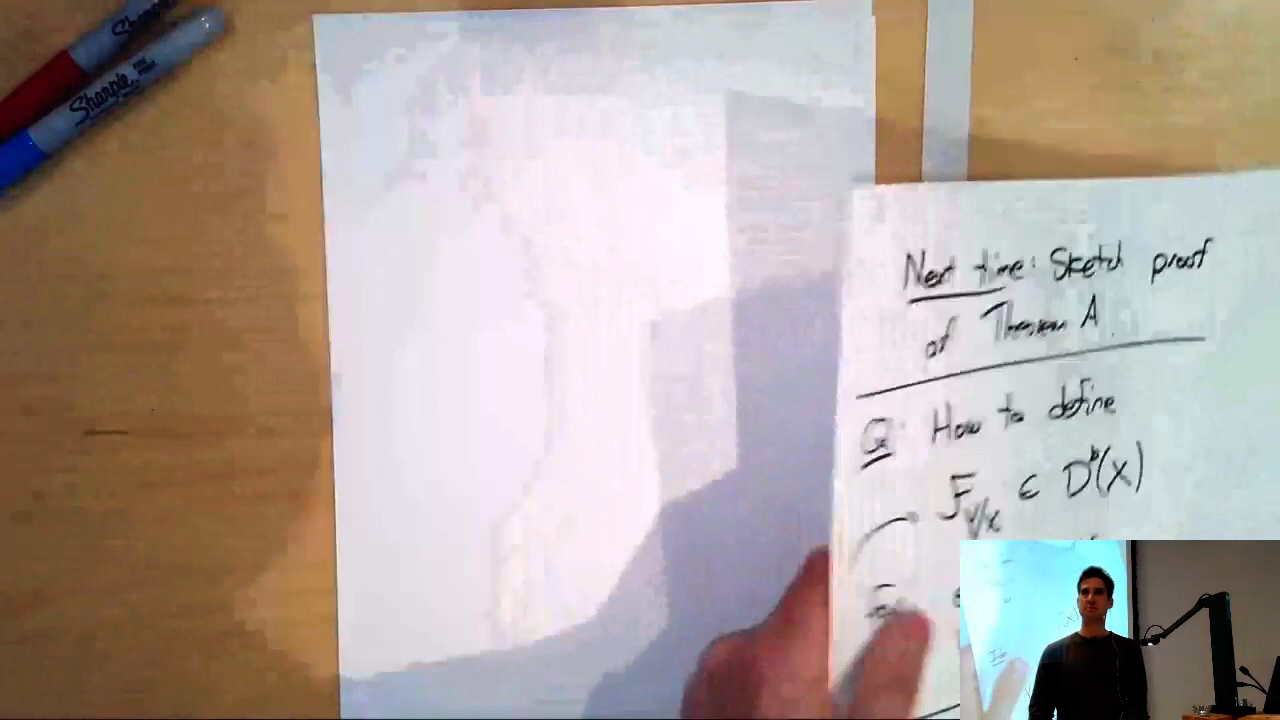 Sharpie
Sharpie
Next time: Sketch proof
of Theorem A
Q: How to define
F_{Y/X} ∈ D^b(X)